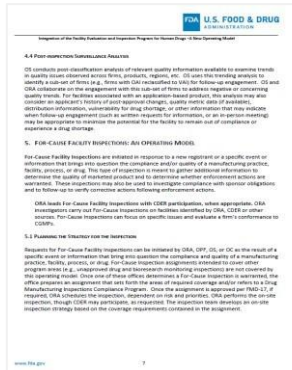 FDA U.S. FOOD & DRUG
ADMINISTRATION
Integration of the Facility Evaluation and Inspection Program for Human Drugs: A New Operating Model
4.4 POST-INSPECTION SURVEILLANCE ANALYSIS
OS conducts post-classification analysis of relevant quality information available to examine trends
in quality issues observed across firms, products, regions, etc. OS uses this trending analysis to
identify a sub-set of firms (e.g., firms with OAI reclassified to VAI) for follow-up engagement. OS and
ORA collaborate on the engagement with this sub-set of firms to address negative or concerning
quality trends. For facilities associated with an application-based product, this analysis may also
consider an applicant's history of post-approval changes, quality metric data (if available),
distribution information, vulnerability for drug shortage, or other information that may indicate
when follow-up engagement (such as written requests for information, or an in-person meeting)
may be appropriate to minimize the potential for the facility to remain out of compliance or
experience a drug shortage.
5. FOR-CAUSE FACILITY INSPECTIONS: AN OPERATING MODEL
For-Cause Facility Inspections are initiated in response to a new registrant or a specific event or
information that brings into question the compliance and/or quality of a manufacturing practice,
facility, process, or drug. This type of inspection is meant to gather additional information to
determine the quality of marketed product and to determine whether enforcement actions are
warranted. These inspections may also be used to investigate compliance with sponsor obligations
and to follow-up to verify corrective actions following enforcement actions.
ORA leads For-Cause Facility Inspections with CDER participation, when appropriate. ORA
investigators carry out For-Cause Inspections on facilities identified by ORA, CDER or other
sources. For-Cause Inspections can focus on specific issues and evaluate a firm's conformance to
CGMPs.
5.1 PLANNING THE STRATEGY FOR THE INSPECTION
Requests for For-Cause Facility Inspections can be initiated by ORA, OPF, OS, or OC as the result of a
specific event or information that bring into question the compliance and quality of a manufacturing
practice, facility, process, or drug. For-Cause Inspection assignments intended to cover other
program areas (e.g., unapproved drug and bioresearch monitoring inspections) are not covered by
this operating model. Once one of these offices determines a For-Cause Inspection is warranted, the
office prepares an assignment that sets forth the areas of required coverage and/or refers to a Drug
Manufacturing Inspections Compliance Program. Once the assignment is approved per FMD-17, if
required, ORA schedules the inspection, dependent on risk and priorities. ORA performs the on-site
inspection, though CDER may participate, as requested. The inspection team develops an on-site
inspection strategy based on the coverage requirements contained in the assignment.
www.fda.gov
7